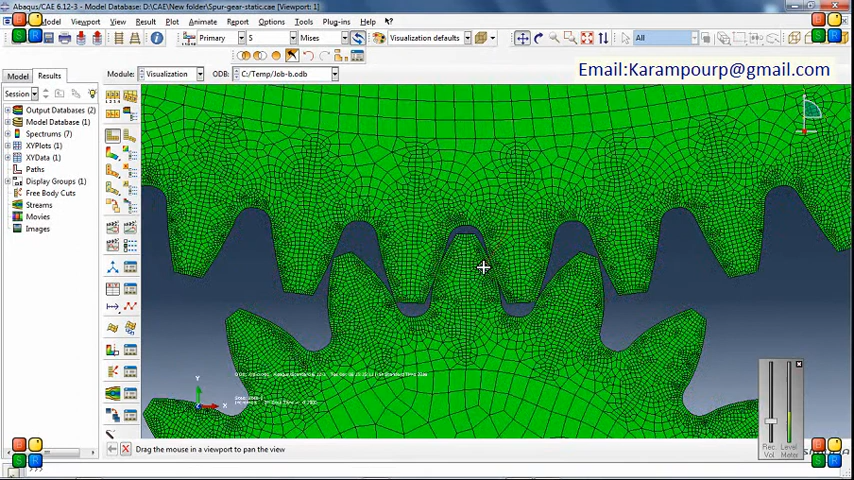 Abaqus/CAE 6.12-3 - Model Database: D:\CAE\New folder\Spur-gear-static.cae [Viewport: 1]
Model Viewport View Result Plot Animate Report Options Tools Plug-ins Help
Primary S Mises Visualization defaults All
Email:Karampourp@gmail.com
Module: Visualization ODB: C:/Temp/Job-b.odb
Model Results
Session
Output Databases (2)
Model Database (1)
Spectrums (7)
XYPlots (1)
XYData (1)
Paths
Display Groups (1)
Free Body Cuts
Streams
Movies
Images
Y
X
Rec. Level
Vol Meter
Drag the mouse in a viewport to pan the view